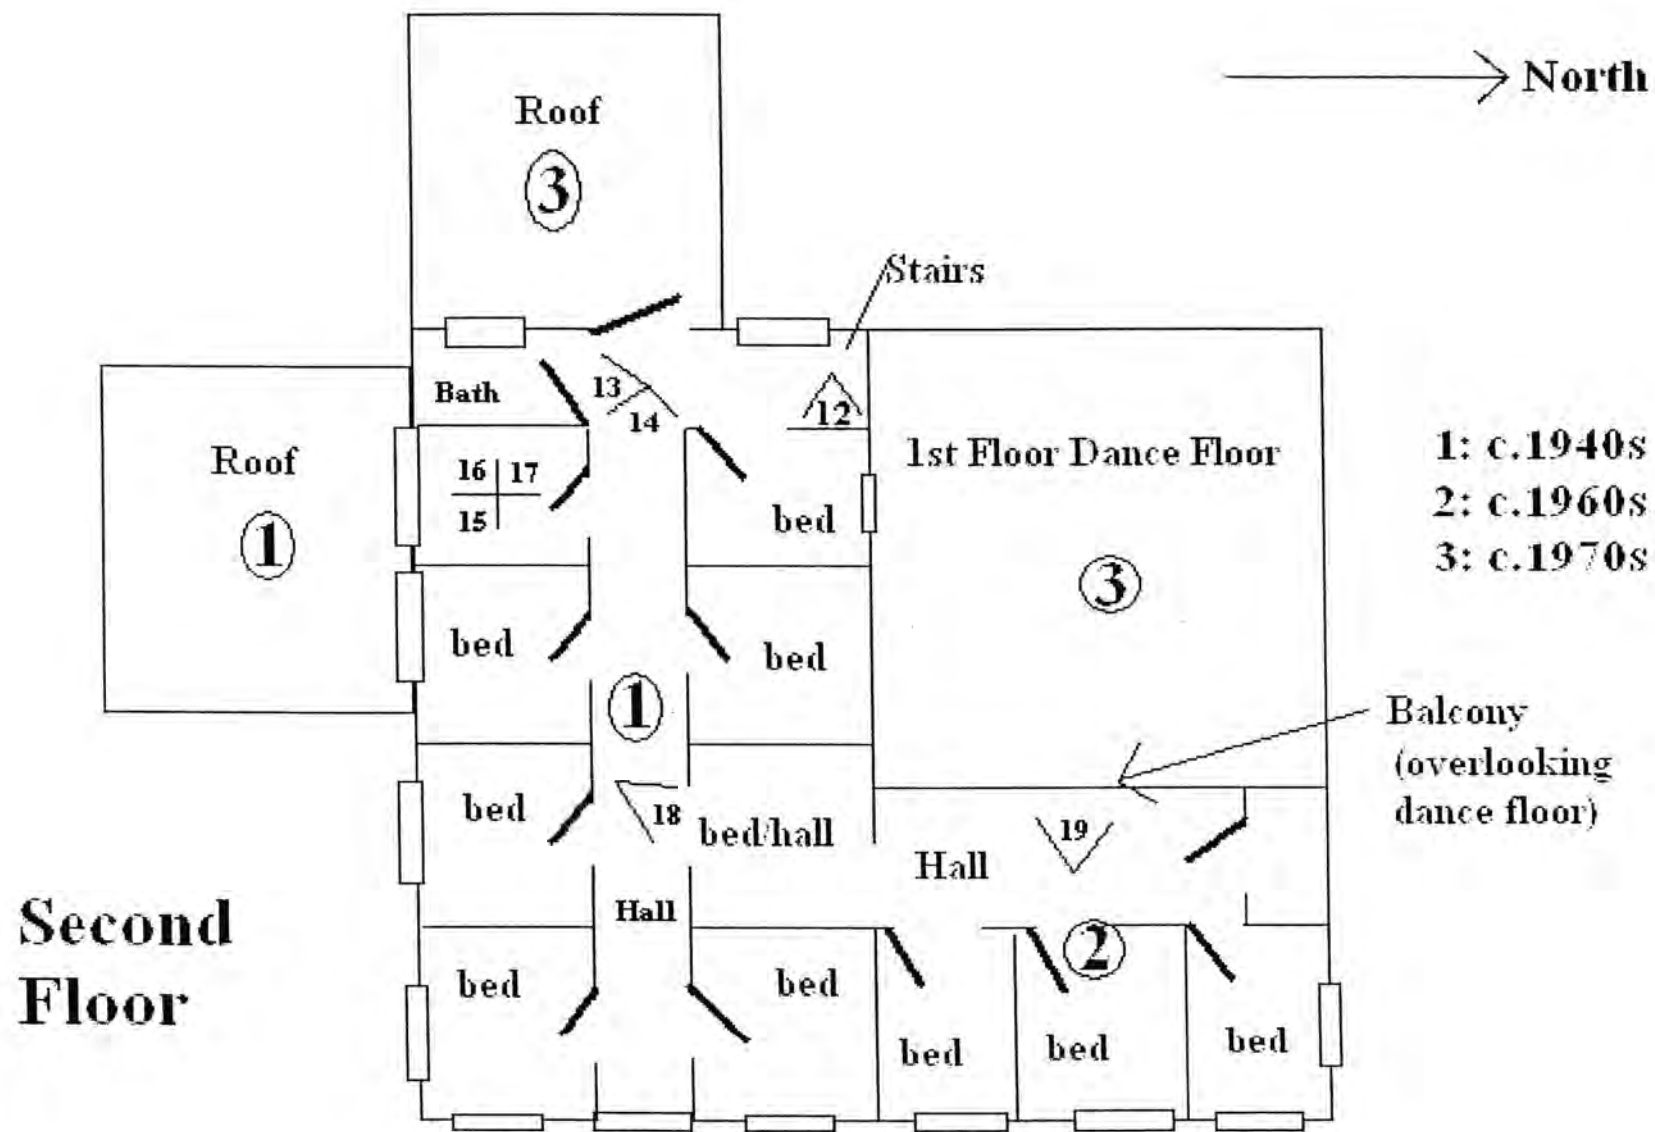 Roof
3
North
Stairs
Bath
13
14
12
Roof
1
16 17
15
bed
1st Floor Dance Floor
3
1: c.1940s
2: c.1960s
3: c.1970s
bed
bed
1
Balcony
(overlooking
dance floor)
bed
18
bed/hall
19
Hall
Hall
2
Second
Floor
bed
bed
bed
bed
bed